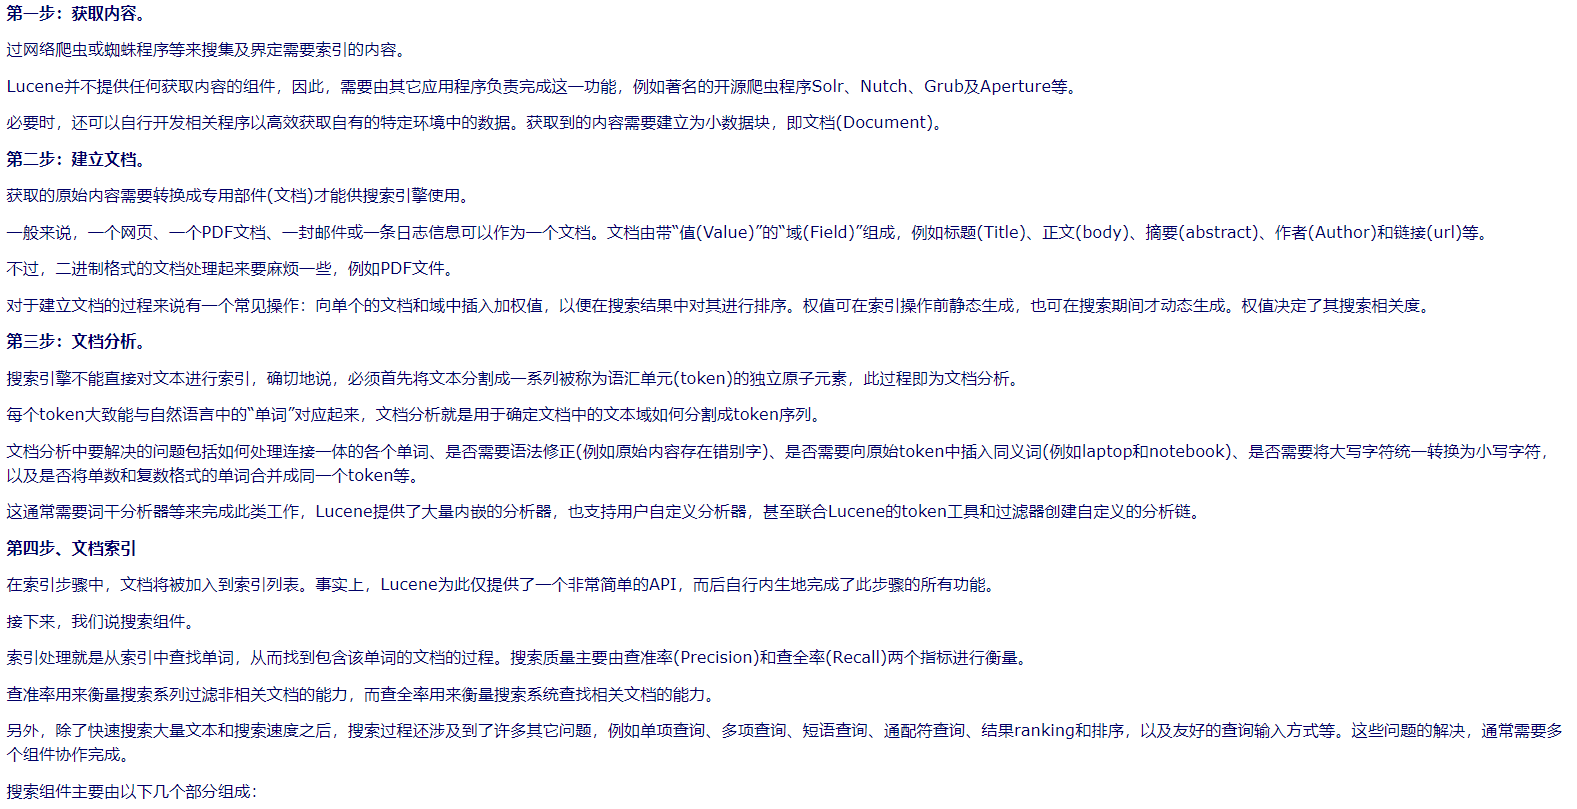 第一步：获取内容。
过网络爬虫或蜘蛛程序等来搜集及界定需要索引的内容。
Lucene并不提供任何获取内容的组件，因此，需要由其它应用程序负责完成这一功能，例如著名的开源爬虫程序Solr、Nutch、Grub及Aperture等。
必要时，还可以自行开发相关程序以高效获取自有的特定环境中的数据。获取到的内容需要建立为小数据块，即文档(Document)。
第二步：建立文档。
获取的原始内容需要转换成专用部件(文档)才能供搜索引擎使用。
一般来说，一个网页、一个PDF文档、一封邮件或一条日志信息可以作为一个文档。文档由带“值(Value)”的“域(Field)”组成，例如标题(Title)、正文(body)、摘要(abstract)、作者(Author)和链接(url)等。
不过，二进制格式的文档处理起来要麻烦一些，例如PDF文件。
对于建立文档的过程来说有一个常见操作：向单个的文档和域中插入加权值，以便在搜索结果中对其进行排序。权值可在索引操作前静态生成，也可在搜索期间才动态生成。权值决定了其搜索相关度。
第三步：文档分析。
搜索引擎不能直接对文本进行索引，确切地说，必须首先将文本分割成一系列被称为语汇单元(token)的独立原子元素，此过程即为文档分析。
每个token大致能与自然语言中的“单词”对应起来，文档分析就是用于确定文档中的文本域如何分割成token序列。
文档分析中要解决的问题包括如何处理连接一体的各个单词、是否需要语法修正(例如原始内容存在错别字)、是否需要向原始token中插入同义词(例如laptop和notebook)、是否需要将大写字符统一转换为小写字符，
以及是否将单数和复数格式的单词合并成同一个token等。
这通常需要词干分析器等来完成此类工作，Lucene提供了大量内嵌的分析器，也支持用户自定义分析器，甚至联合Lucene的token工具和过滤器创建自定义的分析链。
第四步、文档索引
在索引步骤中，文档将被加入到索引列表。事实上，Lucene为此仅提供了一个非常简单的API，而后自行内生地完成了此步骤的所有功能。
接下来，我们说搜索组件。
索引处理就是从索引中查找单词，从而找到包含该单词的文档的过程。搜索质量主要由查准率(Precision)和查全率(Recall)两个指标进行衡量。
查准率用来衡量搜索系列过滤非相关文档的能力，而查全率用来衡量搜索系统查找相关文档的能力。
另外，除了快速搜索大量文本和搜索速度之后，搜索过程还涉及到了许多其它问题，例如单项查询、多项查询、短语查询、通配符查询、结果ranking和排序，以及友好的查询输入方式等。这些问题的解决，通常需要多
个组件协作完成。
搜索组件主要由以下几个部分组成：